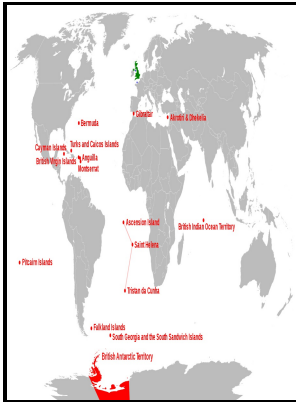 Bermuda
Gibraltar
Akrotiri & Dhekelia
Turks and Caicos Islands
Cayman Islands
Anguilla
British Virgin Islands
Montserrat
Ascension Island
British Indian Ocean Territory
Saint Helena
Pitcairn Islands
Tristan da Cunha
Falkland Islands
South Georgia and the South Sandwich Islands
British Antarctic Territory